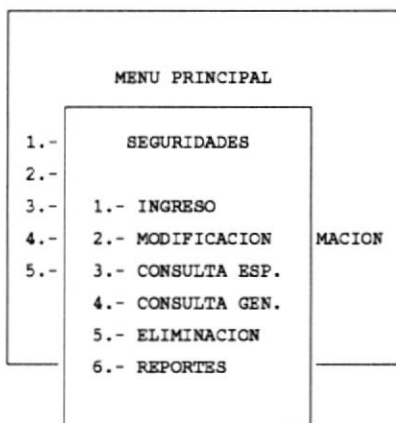 MENU PRINCIPAL
1.- SEGURIDADES
2.-
3.- 1.- INGRESO
4.- 2.- MODIFICACION MACION
5.- 3.- CONSULTA ESP.
4.- CONSULTA GEN.
5.- ELIMINACION
6.- REPORTES